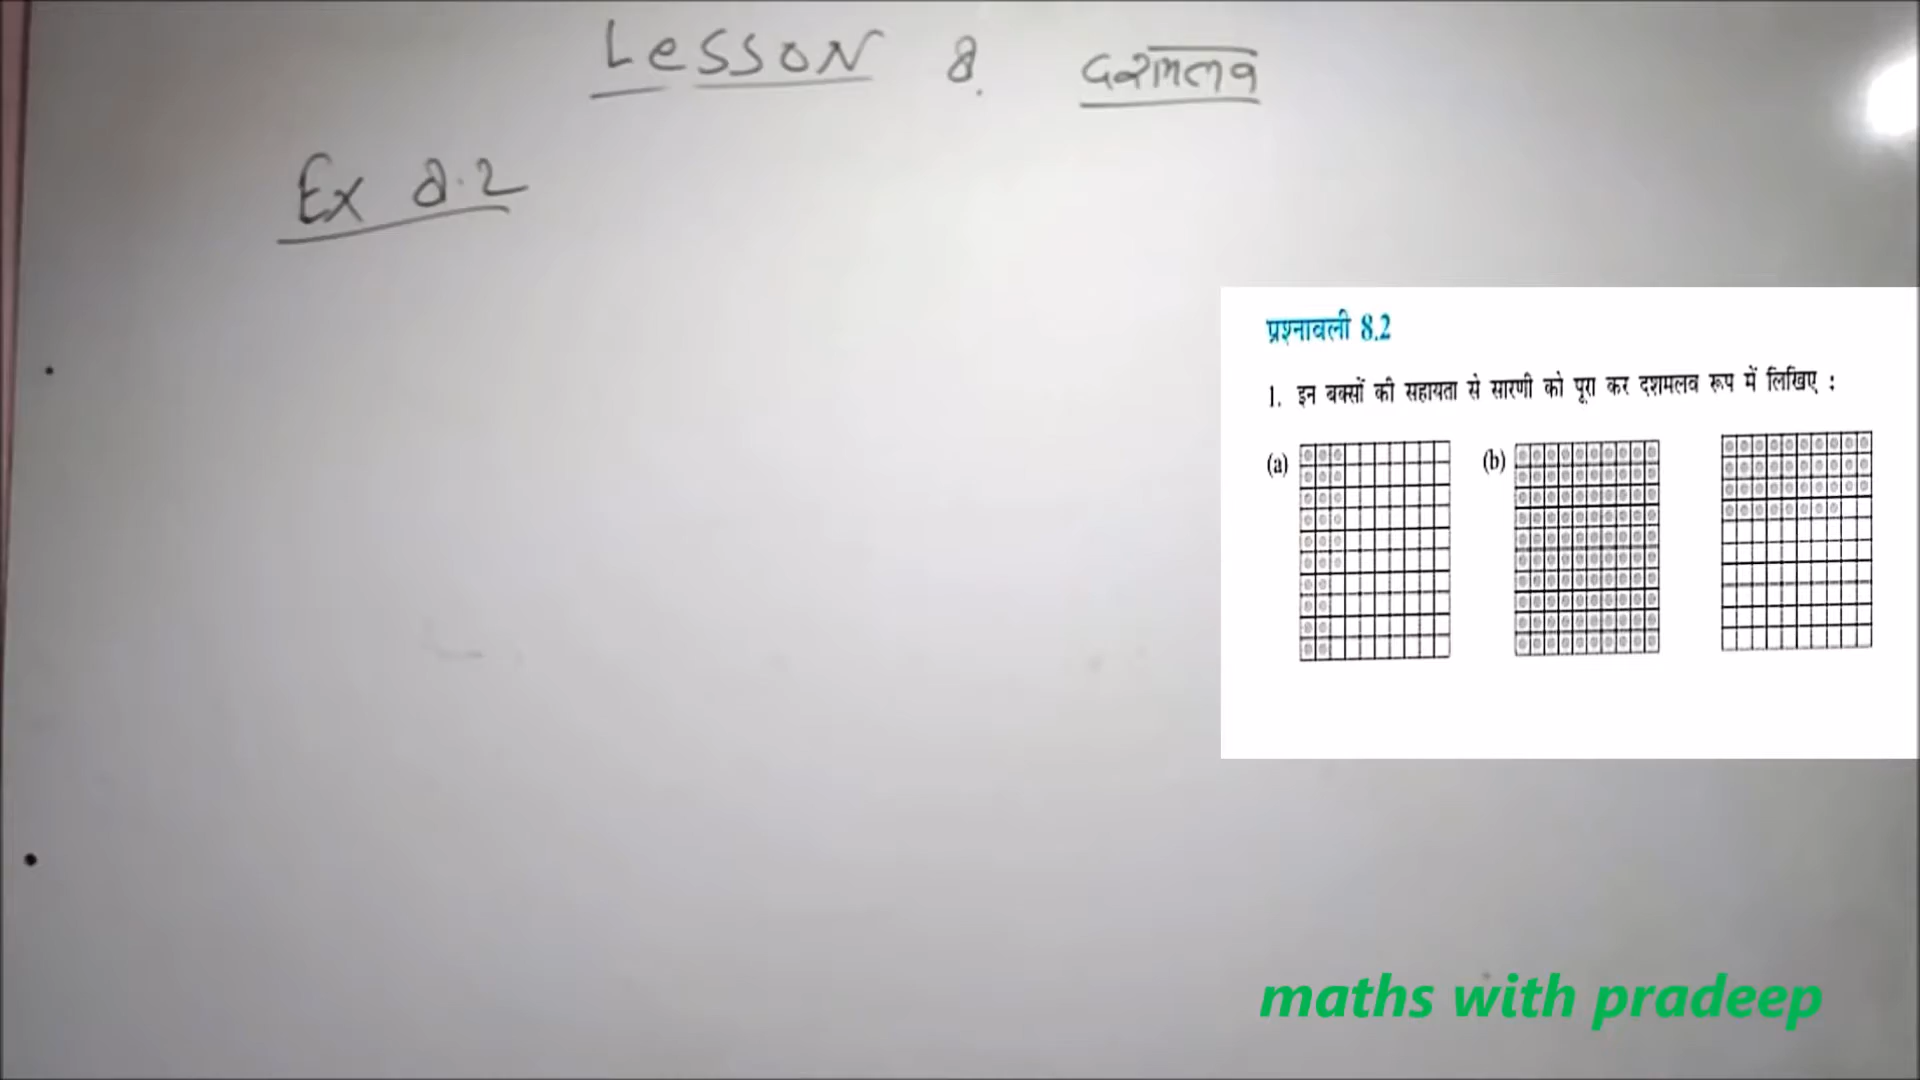 Lesson 8. दशमलव
Ex 8.2
प्रश्नावली 8.2
1. इन बक्सों की सहायता से सारणी को पूरा कर दशमलव रूप में लिखिए :
(a) (b)
maths with pradeep